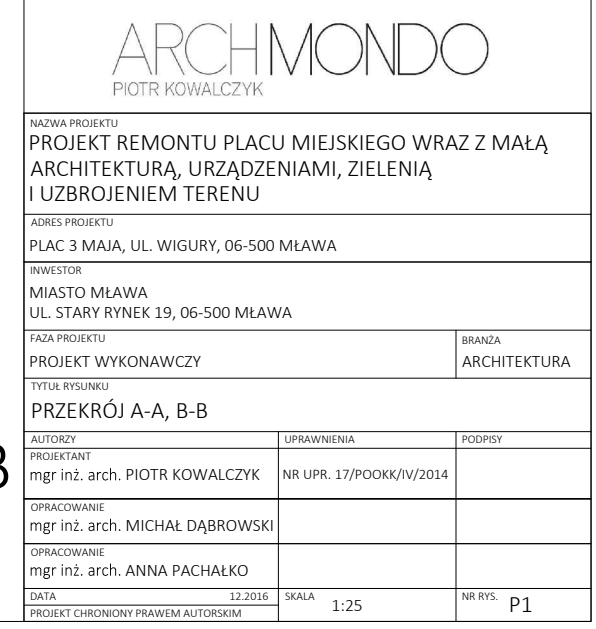 ARCHMONDO
PIOTR KOWALCZYK
NAZWA PROJEKTU
PROJEKT REMONTU PLACU MIEJSKIEGO WRAZ Z MAŁĄ
ARCHITEKTURĄ, URZĄDZENIAMI, ZIELENIĄ
I UZBROJENIEM TERENU
ADRES PROJEKTU
PLAC 3 MAJA, UL. WIGURY, 06-500 MŁAWA
INWESTOR
MIASTO MŁAWA
UL. STARY RYNEK 19, 06-500 MŁAWA
FAZA PROJEKTU BRANŻA
PROJEKT WYKONAWCZY ARCHITEKTURA
TYTUŁ RYSUNKU
PRZEKRÓJ A-A, B-B
AUTORZY UPRAWNIENIA PODPISY
PROJEKTANT
mgr inż. arch. PIOTR KOWALCZYK NR UPR. 17/POOKK/IV/2014
OPRACOWANIE
mgr inż. arch. MICHAŁ DĄBROWSKI
OPRACOWANIE
mgr inż. arch. ANNA PACHAŁKO
DATA 12.2016 SKALA 1:25 NR RYS. P1
PROJEKT CHRONIONY PRAWEM AUTORSKIM